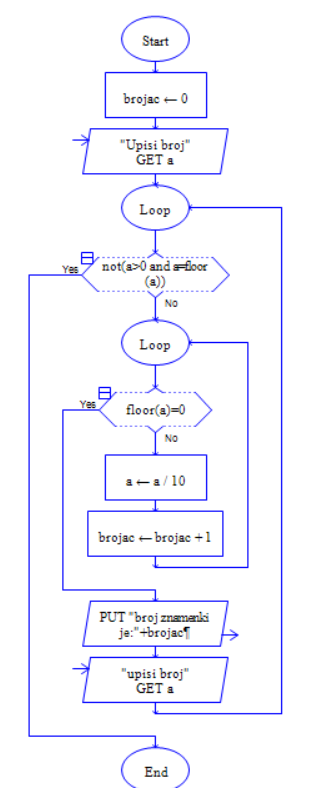 Start
brojac ← 0
"Upisi broj"
GET a
Loop
not(a>0 and a=floor
(a))
Yes
No
Loop
floor(a)=0
Yes
No
a ← a / 10
brojac ← brojac + 1
PUT "broj znamenki
je:"+brojac¶
"upisi broj"
GET a
End